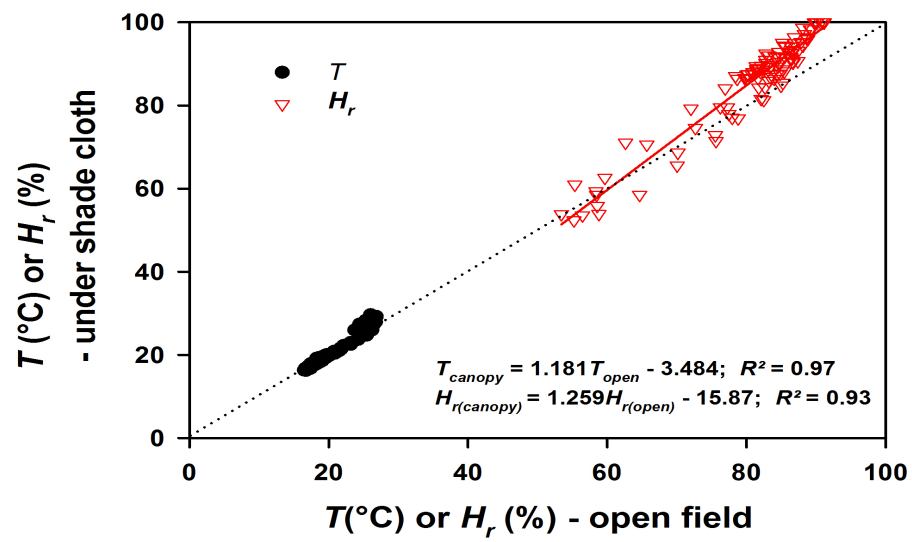 T (°C) or Hr (%)
- under shade cloth
100
80
60
40
20
0
T
Hr
Tcanopy = 1.181Topen - 3.484; R² = 0.97
Hr(canopy) = 1.259Hr(open) - 15.87; R² = 0.93
0 20 40 60 80 100
T(°C) or Hr (%) - open field